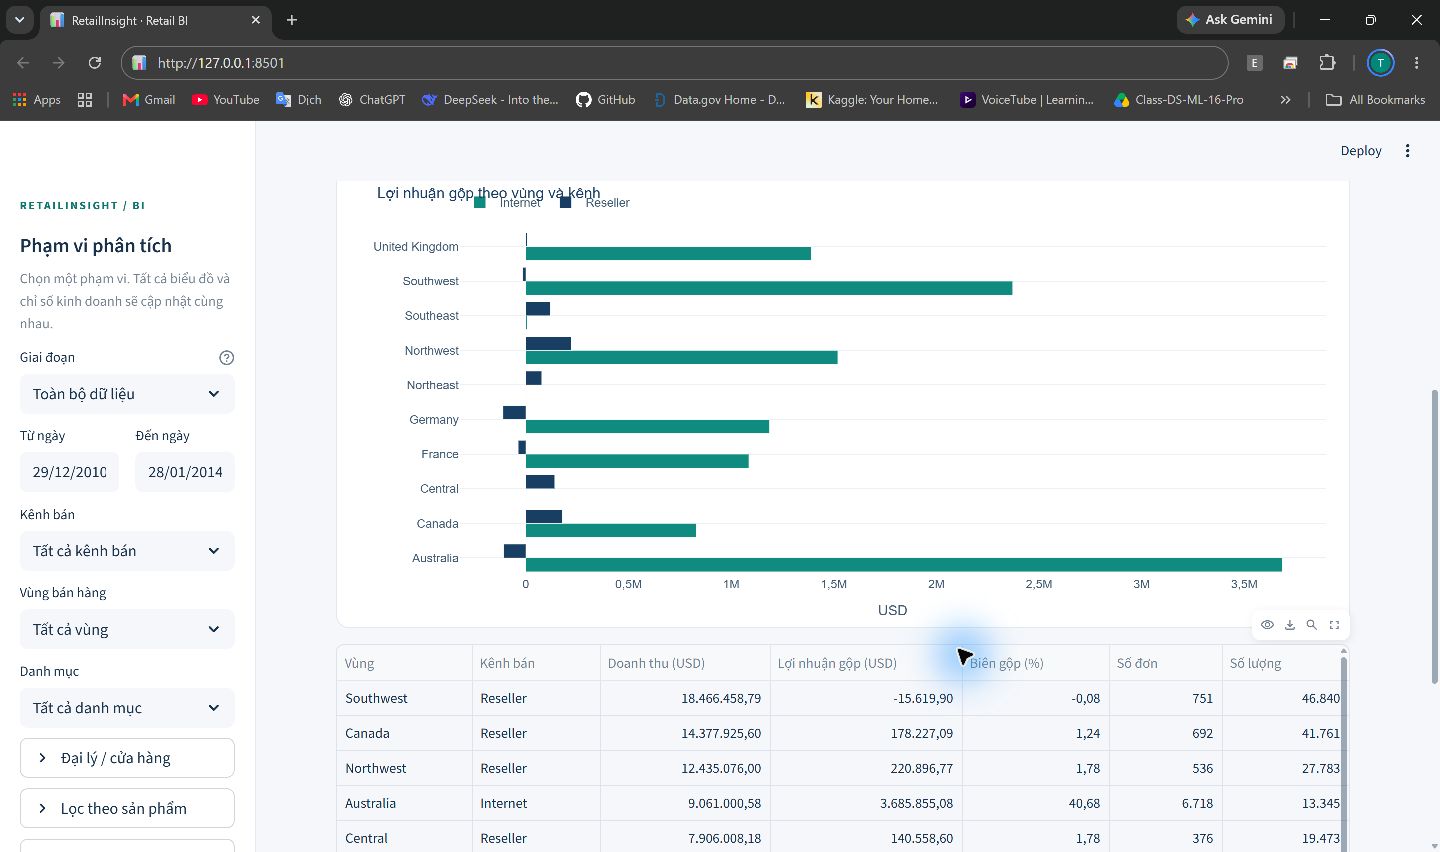 RetailInsight · Retail BI
Ask Gemini
http://127.0.0.1:8501
E
T
Apps
Gmail
YouTube
Dịch
ChatGPT
DeepSeek - Into the...
GitHub
Data.gov Home - D...
Kaggle: Your Home...
VoiceTube | Learnin...
Class-DS-ML-16-Pro
All Bookmarks
Deploy
RETAILINSIGHT / BI
Phạm vi phân tích
Chọn một phạm vi. Tất cả biểu đồ và
chỉ số kinh doanh sẽ cập nhật cùng
nhau.
Giai đoạn
Toàn bộ dữ liệu
Từ ngày
Đến ngày
29/12/2010
28/01/2014
Kênh bán
Tất cả kênh bán
Vùng bán hàng
Tất cả vùng
Danh mục
Tất cả danh mục
Đại lý / cửa hàng
Lọc theo sản phẩm
Lợi nhuận gộp theo vùng và kênh
Internet Reseller
United Kingdom
Southwest
Southeast
Northwest
Northeast
Germany
France
Central
Canada
Australia
0 0,5M 1M 1,5M 2M 2,5M 3M 3,5M
USD
Vùng Kênh bán Doanh thu (USD) Lợi nhuận gộp (USD) Biên gộp (%) Số đơn Số lượng
Southwest Reseller 18.466.458,79 -15.619,90 -0,08 751 46.840
Canada Reseller 14.377.925,60 178.227,09 1,24 692 41.761
Northwest Reseller 12.435.076,00 220.896,77 1,78 536 27.783
Australia Internet 9.061.000,58 3.685.855,08 40,68 6.718 13.345
Central Reseller 7.906.008,18 140.558,60 1,78 376 19.473